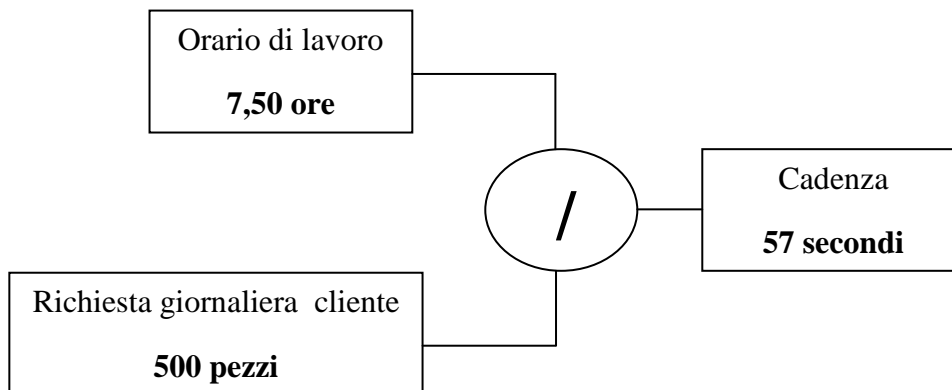 Orario di lavoro
7,50 ore
/
Cadenza
57 secondi
Richiesta giornaliera cliente
500 pezzi